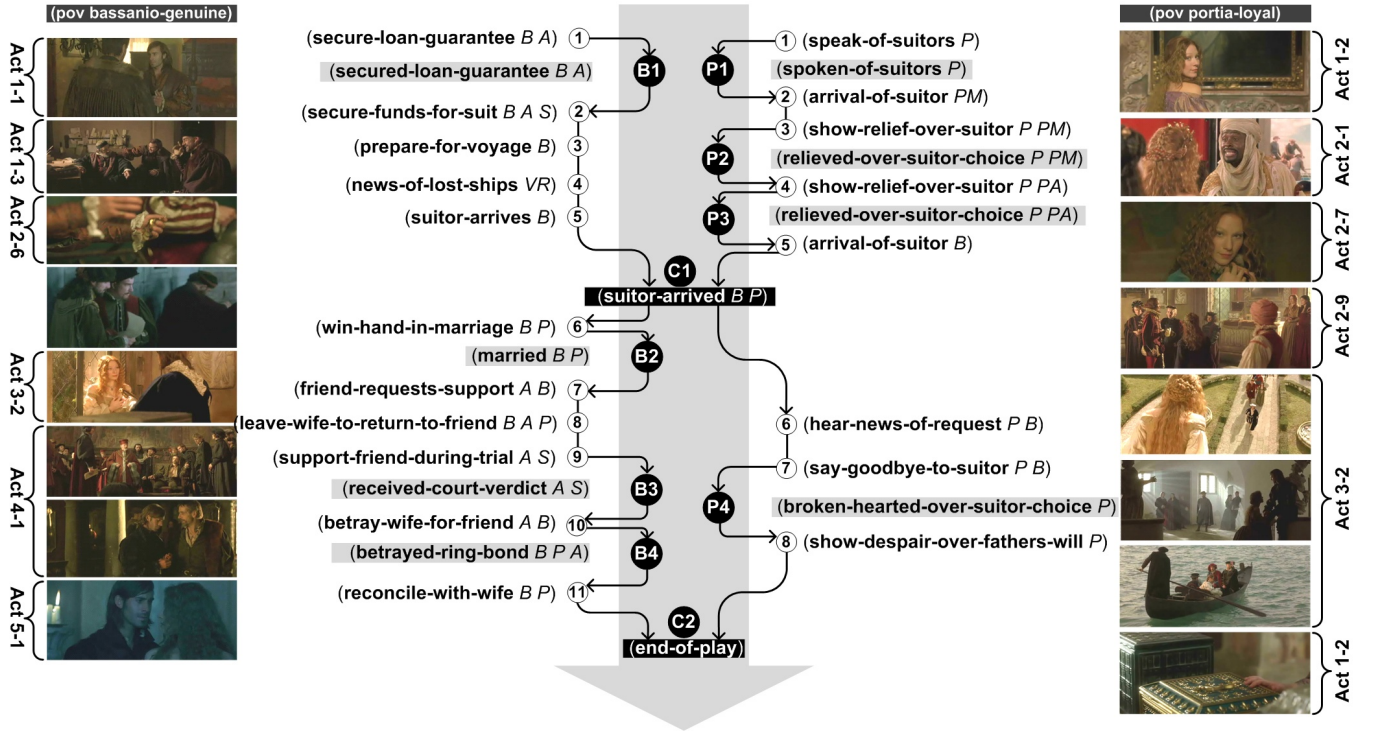 (pov bassanio-genuine)
Act 1-1
Act 1-3
Act 2-6
Act 3-2
Act 4-1
Act 5-1
(secure-loan-guarantee B A) 1
(secured-loan-guarantee B A) B1
(secure-funds-for-suit B A S) 2
(prepare-for-voyage B) 3
(news-of-lost-ships VR) 4
(suitor-arrives B) 5
C1
(suitor-arrived B P)
(win-hand-in-marriage B P) 6
(married B P) B2
(friend-requests-support A B) 7
(leave-wife-to-return-to-friend B A P) 8
(support-friend-during-trial A S) 9
(received-court-verdict A S) B3
(betray-wife-for-friend A B) 10
(betrayed-ring-bond B P A) B4
(reconcile-with-wife B P) 11
C2
(end-of-play)
1 (speak-of-suitors P)
P1 (spoken-of-suitors P)
2 (arrival-of-suitor PM)
3 (show-relief-over-suitor P PM)
P2 (relieved-over-suitor-choice P PM)
4 (show-relief-over-suitor P PA)
P3 (relieved-over-suitor-choice P PA)
5 (arrival-of-suitor B)
6 (hear-news-of-request P B)
7 (say-goodbye-to-suitor P B)
P4 (broken-hearted-over-suitor-choice P)
8 (show-despair-over-fathers-will P)
(pov portia-loyal)
Act 1-2
Act 2-1
Act 2-7
Act 2-9
Act 3-2
Act 1-2